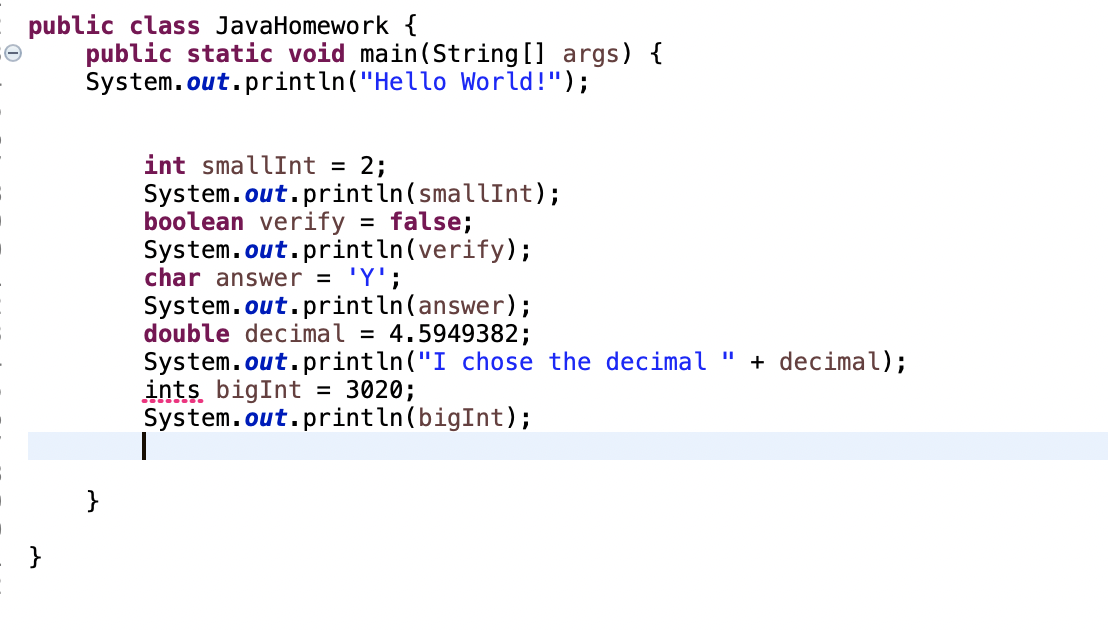 public class JavaHomework {
public static void main(String[] args) {
System.out.println("Hello World!");
int smallInt = 2;
System.out.println(smallInt);
boolean verify = false;
System.out.println(verify);
char answer = 'Y';
System.out.println(answer);
double decimal = 4.5949382;
System.out.println("I chose the decimal " + decimal);
ints bigInt = 3020;
System.out.println(bigInt);
}
}